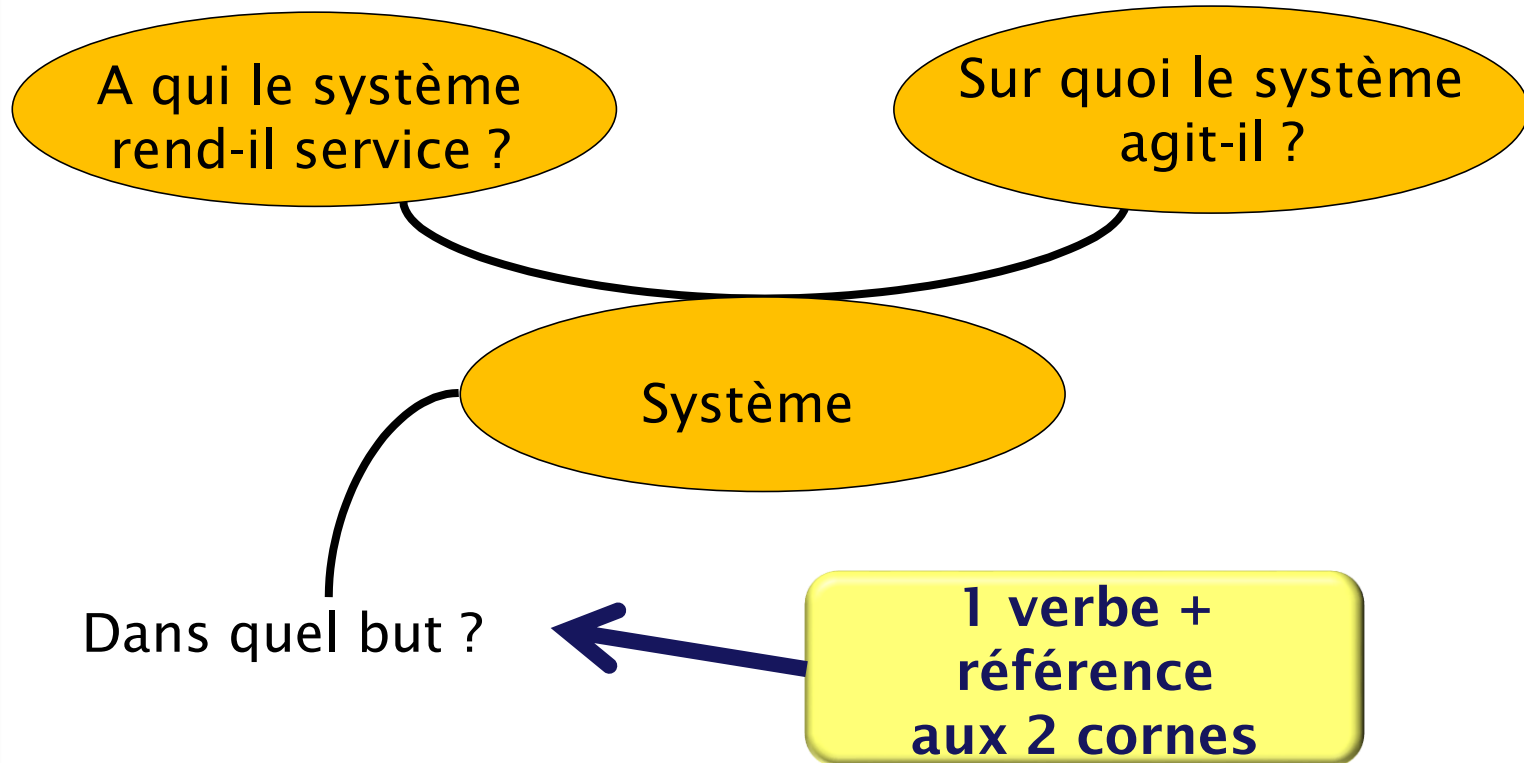 A qui le système
rend-il service ?
Sur quoi le système
agit-il ?
Système
Dans quel but ?
1 verbe +
référence
aux 2 cornes